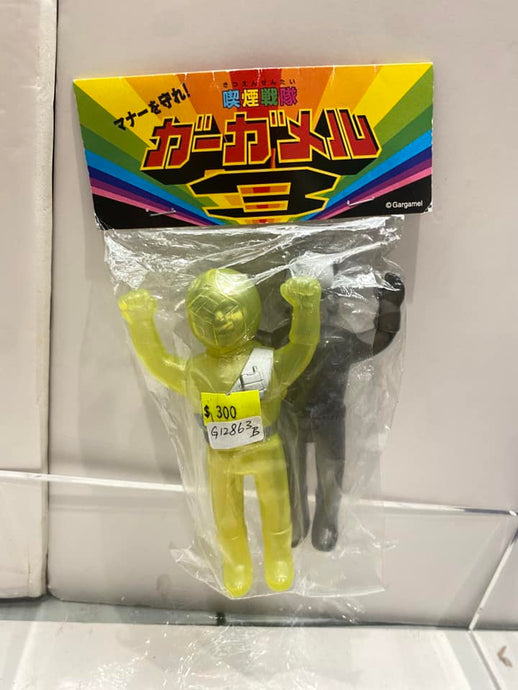 きつえんせんたい
喫煙戦隊
マナーを守れ!
ガーガメル
©Gargamel
$300
G12863B